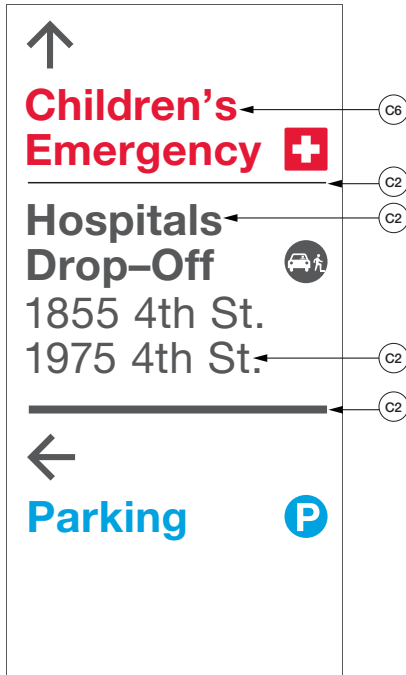 Children's
C6
Emergency
C2
Hospitals
C2
Drop–Off
1855 4th St.
1975 4th St.
C2
C2
Parking
P